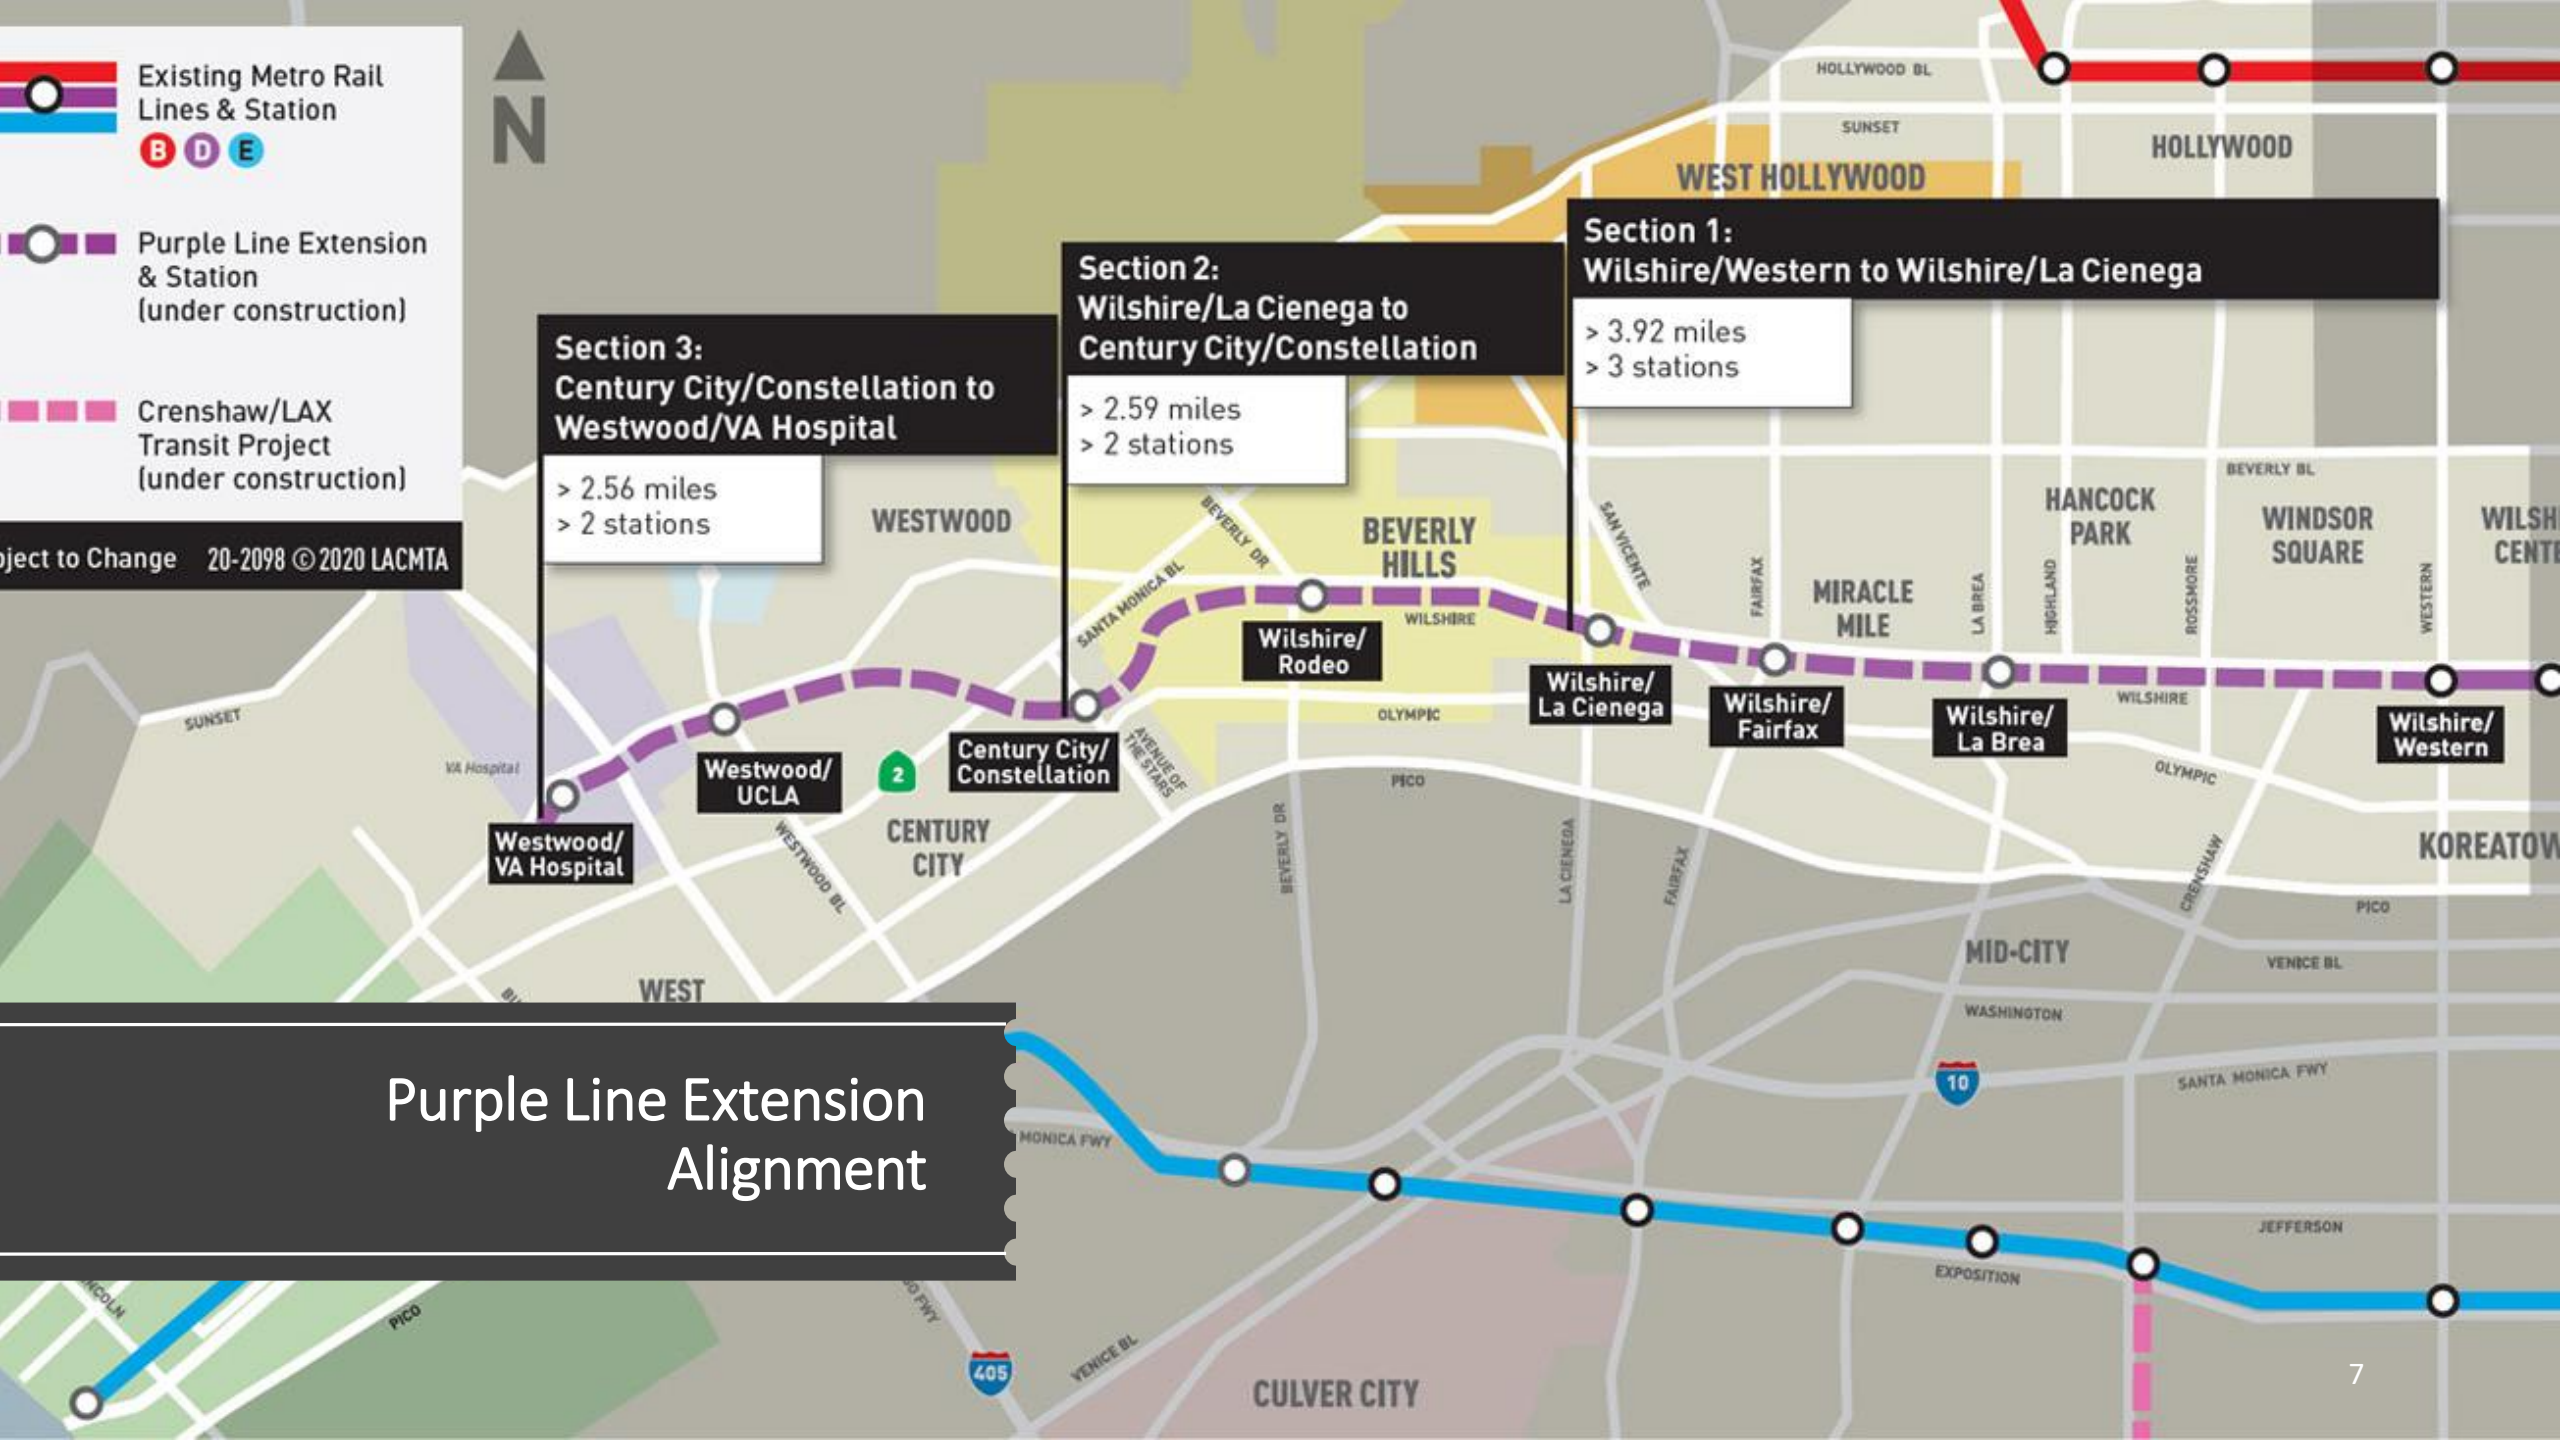 Existing Metro Rail
Lines & Station
B D E
Purple Line Extension
& Station
(under construction)
Crenshaw/LAX
Transit Project
(under construction)
to Change 20-2098 © 2020 LACMTA
N
HOLLYWOOD BL
SUNSET
HOLLYWOOD
WEST HOLLYWOOD
Section 1:
Wilshire/Western to Wilshire/La Cienega
> 3.92 miles
> 3 stations
Section 2:
Wilshire/La Cienega to
Century City/Constellation
> 2.59 miles
> 2 stations
Section 3:
Century City/Constellation to
Westwood/VA Hospital
> 2.56 miles
> 2 stations
WESTWOOD
BEVERLY DR
BEVERLY
HILLS
SANTA MONICA BL
WILSHIRE
SAN VICENTE
FAIRFAX
MIRACLE
MILE
LA BREA
HIGHLAND
HANCOCK
PARK
ROSSMORE
BEVERLY BL
WINDSOR
SQUARE
WESTERN
Wilshire/
Rodeo
Wilshire/
La Cienega
Wilshire/
Fairfax
Wilshire/
La Brea
WILSHIRE
Wilshire/
Western
SUNSET
VA Hospital
Westwood/
VA Hospital
Westwood/
UCLA
2
Century City/
Constellation
AVENUE OF
THE STARS
OLYMPIC
PICO
OLYMPIC
CENTURY
CITY
WESTWOOD BL
BEVERLY DR
LA CIENEGA
FAIRFAX
CRENSHAW
PICO
MID-CITY
VENICE BL
WASHINGTON
WEST
10
SANTA MONICA FWY
Purple Line Extension
Alignment
MONICA FWY
JEFFERSON
EXPOSITION
PICO
FWY
405
VENICE BL
CULVER CITY
7